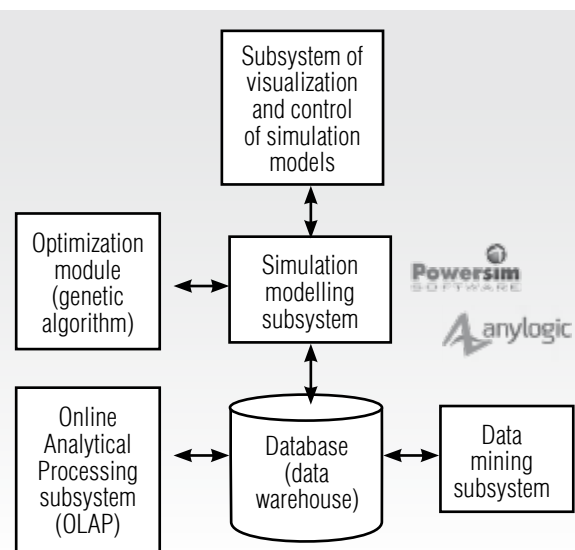 Subsystem of
visualization
and control
of simulation
models
Optimization
module
(genetic
algorithm)
Simulation
modelling
subsystem
Powersim
SOFTWARE
anylogic
Online
Analytical
Processing
subsystem
(OLAP)
Database
(data
warehouse)
Data
mining
subsystem